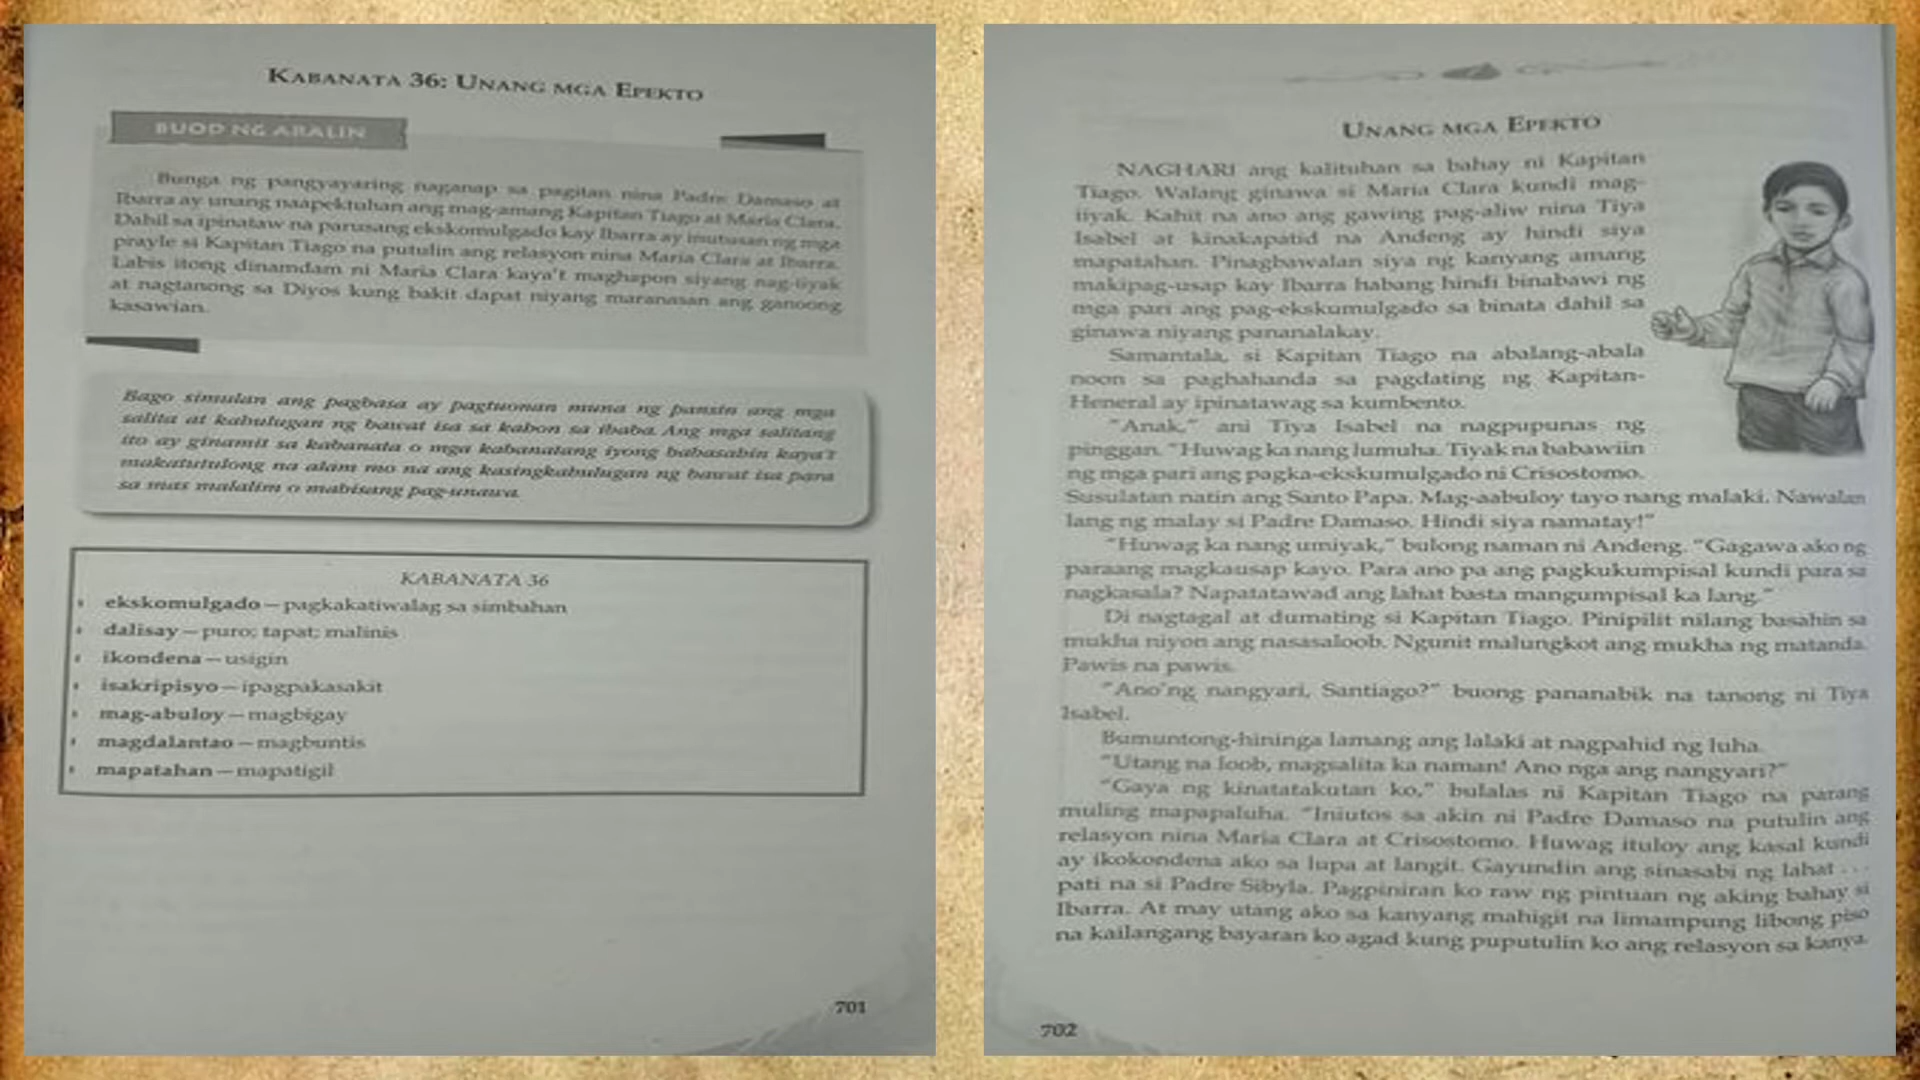 KABANATA 36: UNANG MGA EPEKTO
BUOD NG ARALIN
Bunga ng pangyayaring naganap sa pagitan nina Padre Damaso at
Ibarra ay unang naapektuhan ang mag-amang Kapitan Tiago at Maria Clara.
Dahil sa ipinataw na parusang ekskomulgado kay Ibarra ay inutusan ng mga
prayle si Kapitan Tiago na putulin ang relasyon nina Maria Clara at Ibarra.
Labis itong dinamdam ni Maria Clara kaya't maghapon siyang nag-iiyak
at nagtanong sa Diyos kung bakit dapat niyang maranasan ang ganoong
kasawian.
Bago simulan ang pagbasa ay pagtuonan muna ng pansin ang mga
salita at kabulugan ng bawat isa sa kahon sa ibaba. Ang mga salitang
ito ay ginamit sa kabanata o mga kabanatang iyong babasahin kaya't
makatutulong na alam mo na ang kasingkahulugan ng bawat isa para
sa mas malalim o mabisang pag-unawa.
KABANATA 36
• ekskomulgado – pagkakatiwalag sa simbahan
• dalisay – puro; tapat; malinis
• ikondena – usigin
• isakripisyo – ipagpakasakit
• mag-abuloy – magbigay
• magdalantao – magbuntis
• mapatahan – mapatigil
701
UNANG MGA EPEKTO
NAGHARI ang kalituhan sa bahay ni Kapitan
Tiago. Walang ginawa si Maria Clara kundi mag-
iiyak. Kahit na ano ang gawing pag-aliw nina Tiya
Isabel at kinakapatid na Andeng ay hindi siya
mapatahan. Pinagbawalan siya ng kanyang amang
makipag-usap kay Ibarra habang hindi binabawi ng
mga pari ang pag-ekskumulgado sa binata dahil sa
ginawa niyang pananalakay.
Samantala, si Kapitan Tiago na abalang-abala
noon sa paghahanda sa pagdating ng Kapitan-
Heneral ay ipinatawag sa kumbento.
"Anak," ani Tiya Isabel na nagpupunas ng
pinggan. "Huwag ka nang lumuha. Tiyak na babawiin
ng mga pari ang pagka-ekskumulgado ni Crisostomo.
Susulatan natin ang Santo Papa. Mag-aabuloy tayo nang malaki. Nawalan
lang ng malay si Padre Damaso. Hindi siya namatay!"
"Huwag ka nang umiyak," bulong naman ni Andeng. "Gagawa ako ng
paraang magkausap kayo. Para ano pa ang pagkukumpisal kundi para sa
nagkasala? Napatatawad ang lahat basta mangumpisal ka lang."
Di nagtagal at dumating si Kapitan Tiago. Pinipilit nilang basahin sa
mukha niyon ang nasasaloob. Ngunit malungkot ang mukha ng matanda.
Pawis na pawis.
"Ano'ng nangyari, Santiago?" buong pananabik na tanong ni Tiya
Isabel.
Bumuntong-hininga lamang ang lalaki at nagpahid ng luha.
"Utang na loob, magsalita ka naman! Ano nga ang nangyari?"
"Gaya ng kinatatakutan ko," bulalas ni Kapitan Tiago na parang
muling mapapaluha. "Iniutos sa akin ni Padre Damaso na putulin ang
relasyon nina Maria Clara at Crisostomo. Huwag ituloy ang kasal kundi
ay ikokondena ako sa lupa at langit. Gayundin ang sinasabi ng lahat . . .
pati na si Padre Sibyla. Pagpiniran ko raw ng pintuan ng aking bahay si
Ibarra. At may utang ako sa kanyang mahigit na limampung libong piso
na kailangang bayaran ko agad kung puputulin ko ang relasyon sa kanya.
702